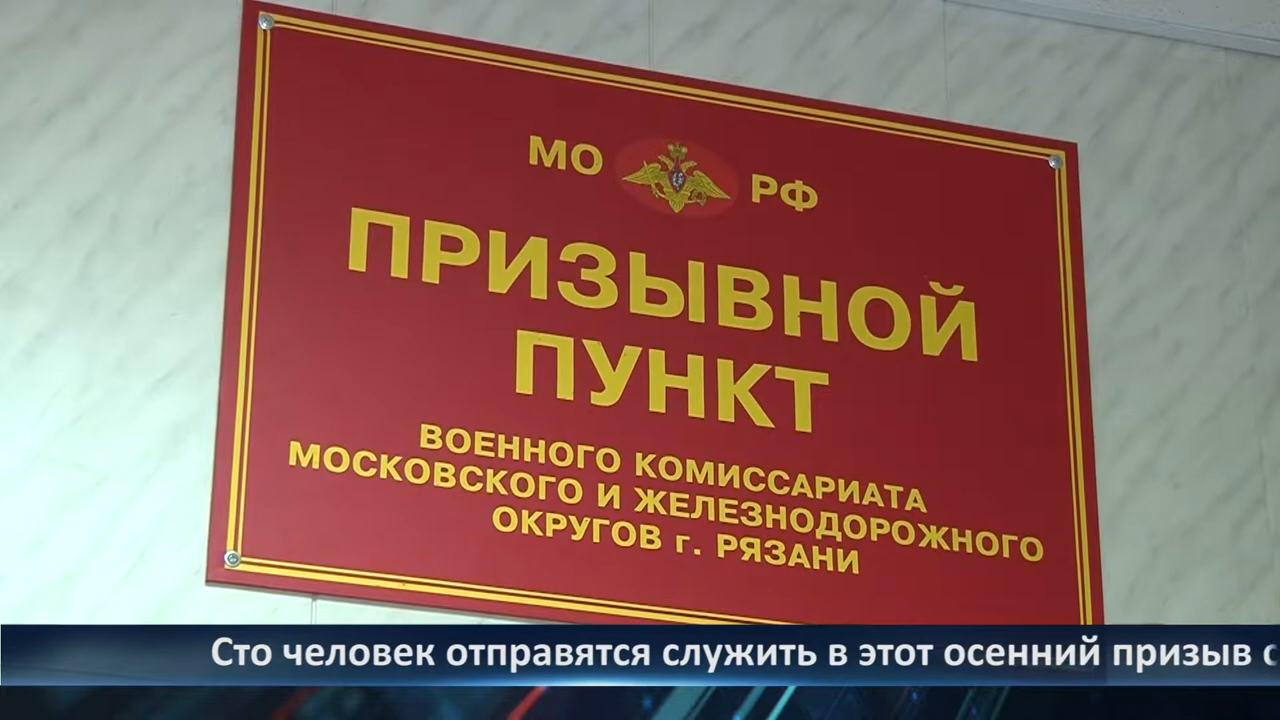 МО РФ
ПРИЗЫВНОЙ
ПУНКТ
ВОЕННОГО КОМИССАРИАТА
МОСКОВСКОГО И ЖЕЛЕЗНОДОРОЖНОГО
ОКРУГОВ г. РЯЗАНИ
Сто человек отправятся служить в этот осенний призыв с